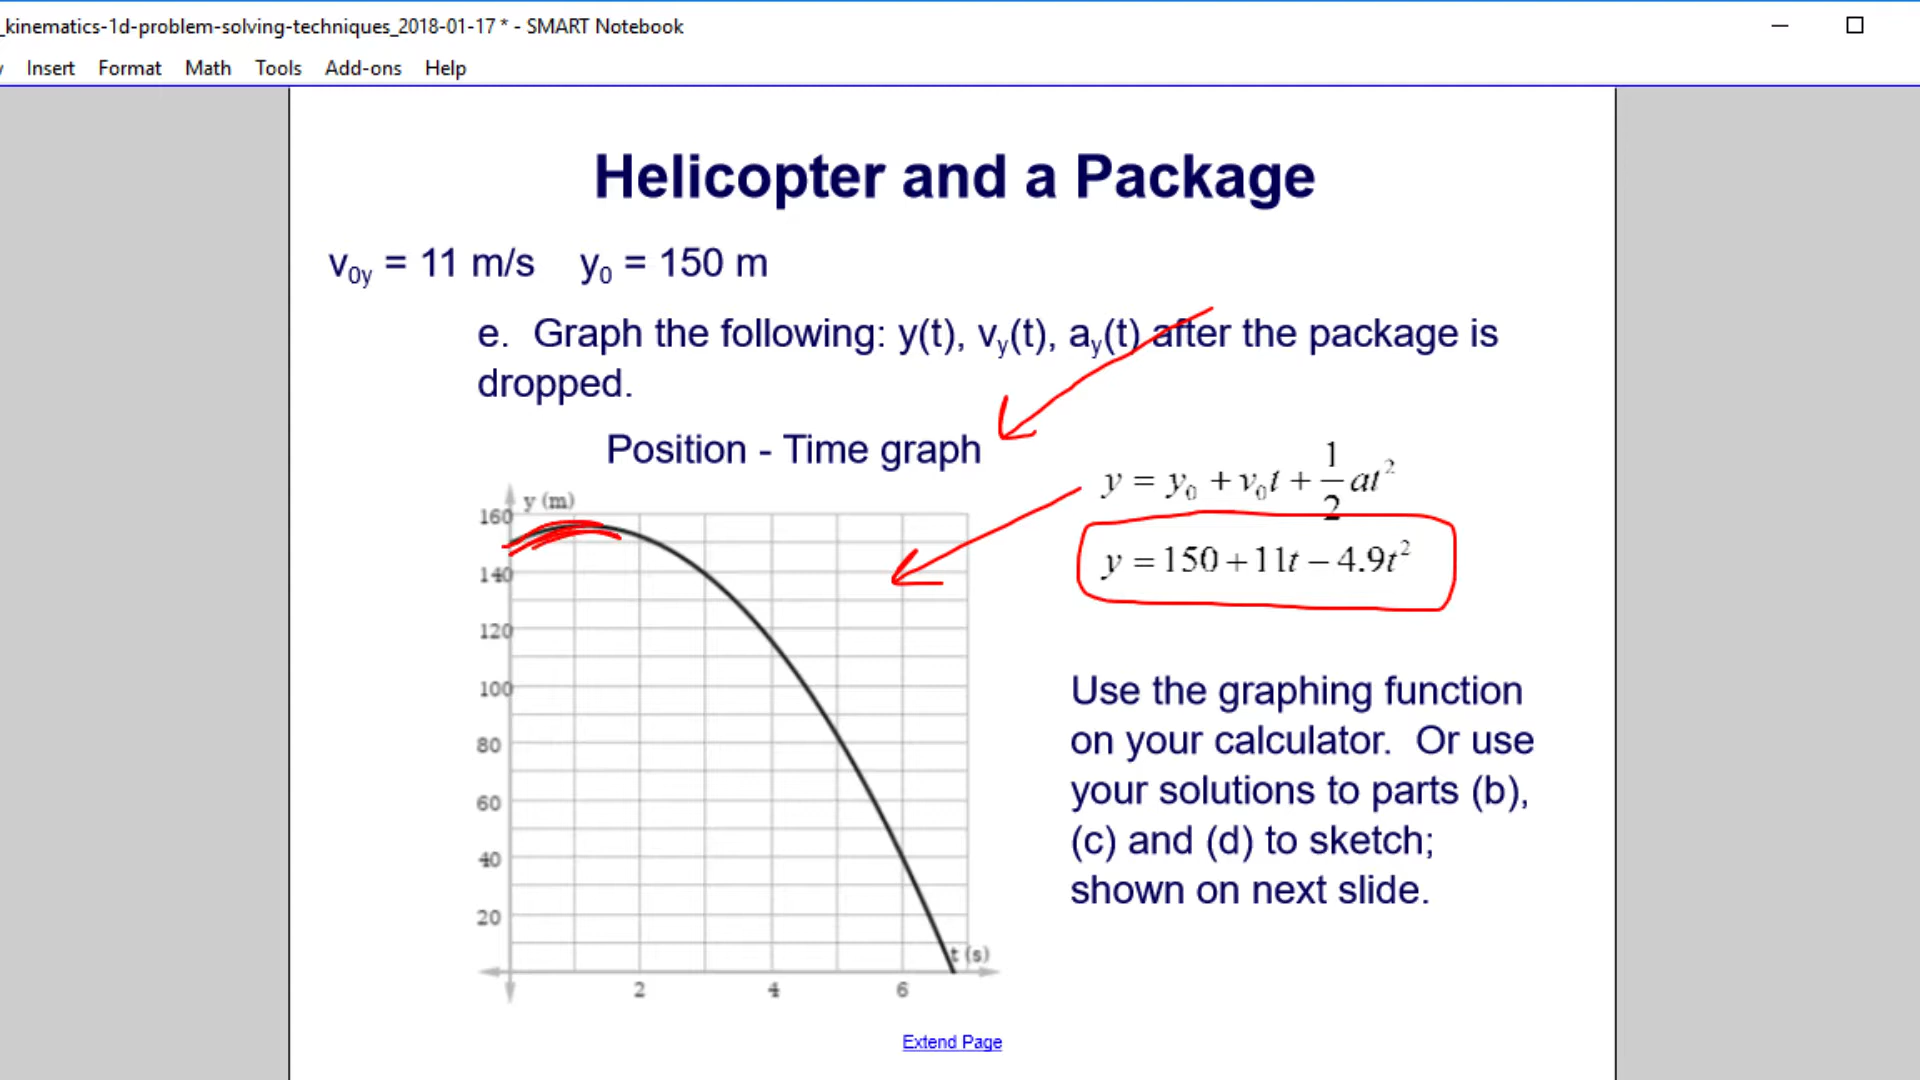 _kinematics-1d-problem-solving-techniques_2018-01-17 * - SMART Notebook
Insert Format Math Tools Add-ons Help
Helicopter and a Package
v0y = 11 m/s y0 = 150 m
e. Graph the following: y(t), vy(t), ay(t) after the package is
dropped.
Position - Time graph
y = y₀ + v₀t + 1/2 at²
y = 150 + 11t − 4.9t²
y (m)
160
140
120
100
80
60
40
20
t (s)
2 4 6
Use the graphing function
on your calculator. Or use
your solutions to parts (b),
(c) and (d) to sketch;
shown on next slide.
Extend Page